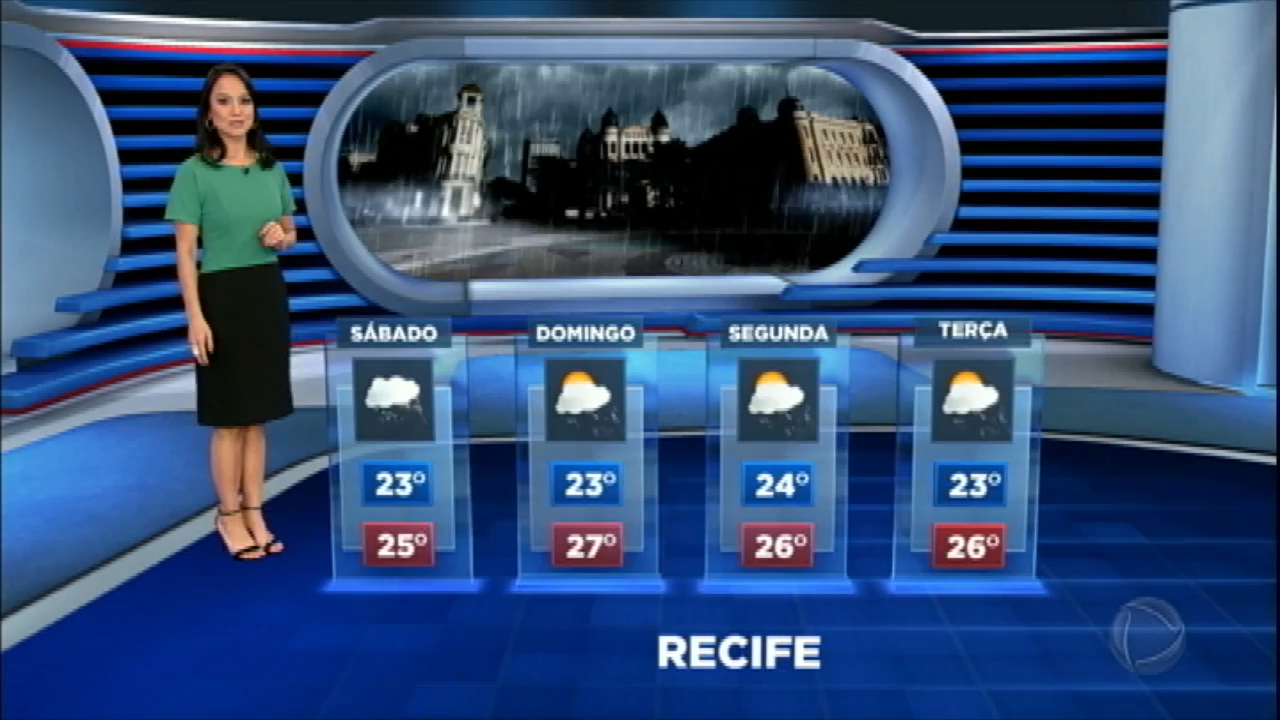 SÁBADO
DOMINGO
SEGUNDA
TERÇA
23°
23°
24°
23°
25°
27°
26°
26°
RECIFE